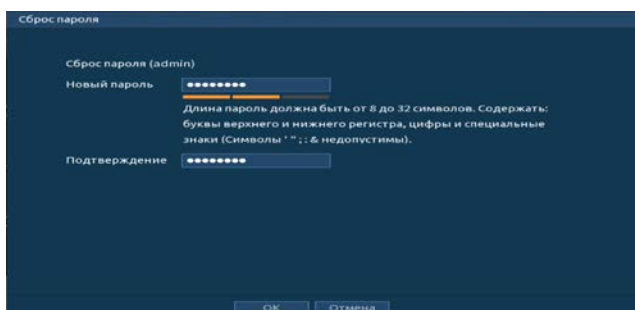 Сброс пароля
Сброс пароля (admin)
Новый пароль ••••••••
Длина пароль должна быть от 8 до 32 символов. Содержать:
буквы верхнего и нижнего регистра, цифры и специальные
знаки (Символы ' " ; : & недопустимы).
Подтверждение ••••••••
OK Отмена